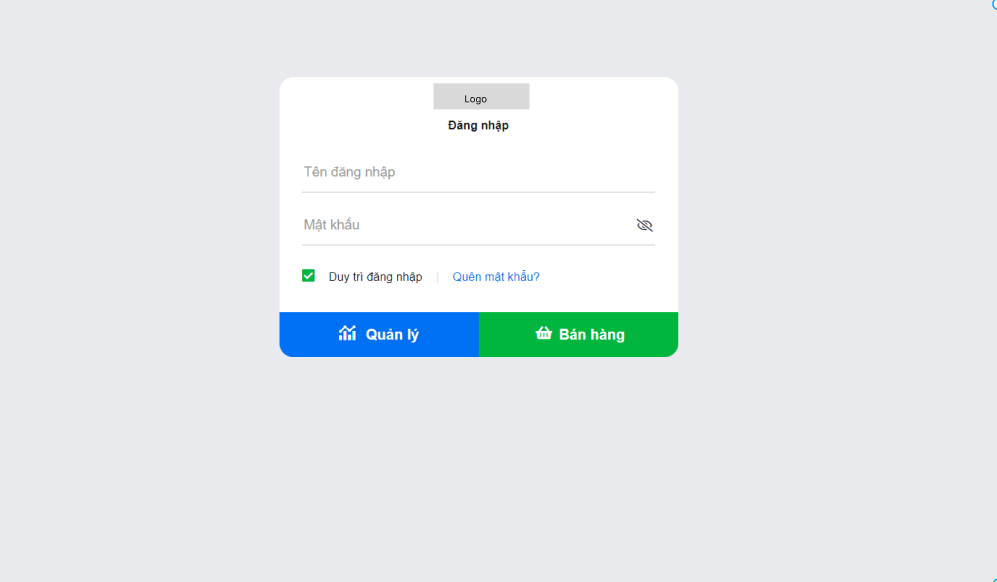 Logo
Đăng nhập
Tên đăng nhập
Mật khẩu
Duy trì đăng nhập | Quên mật khẩu?
Quản lý
Bán hàng